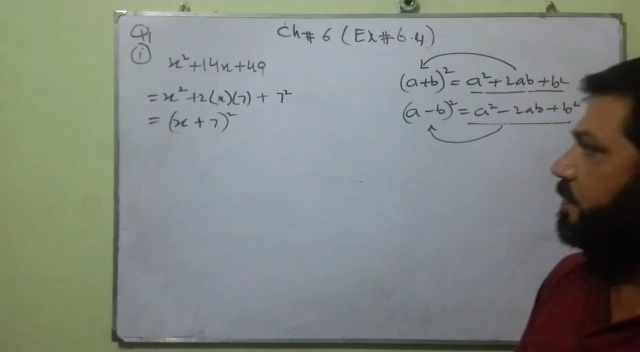 Ch# 6 (Ex# 6.4)
Q1
i
x²+14x+49
= x²+2(x)(7) + 7²
= (x + 7)²
(a+b)² = a²+2ab+b²
(a-b)² = a²-2ab+b²